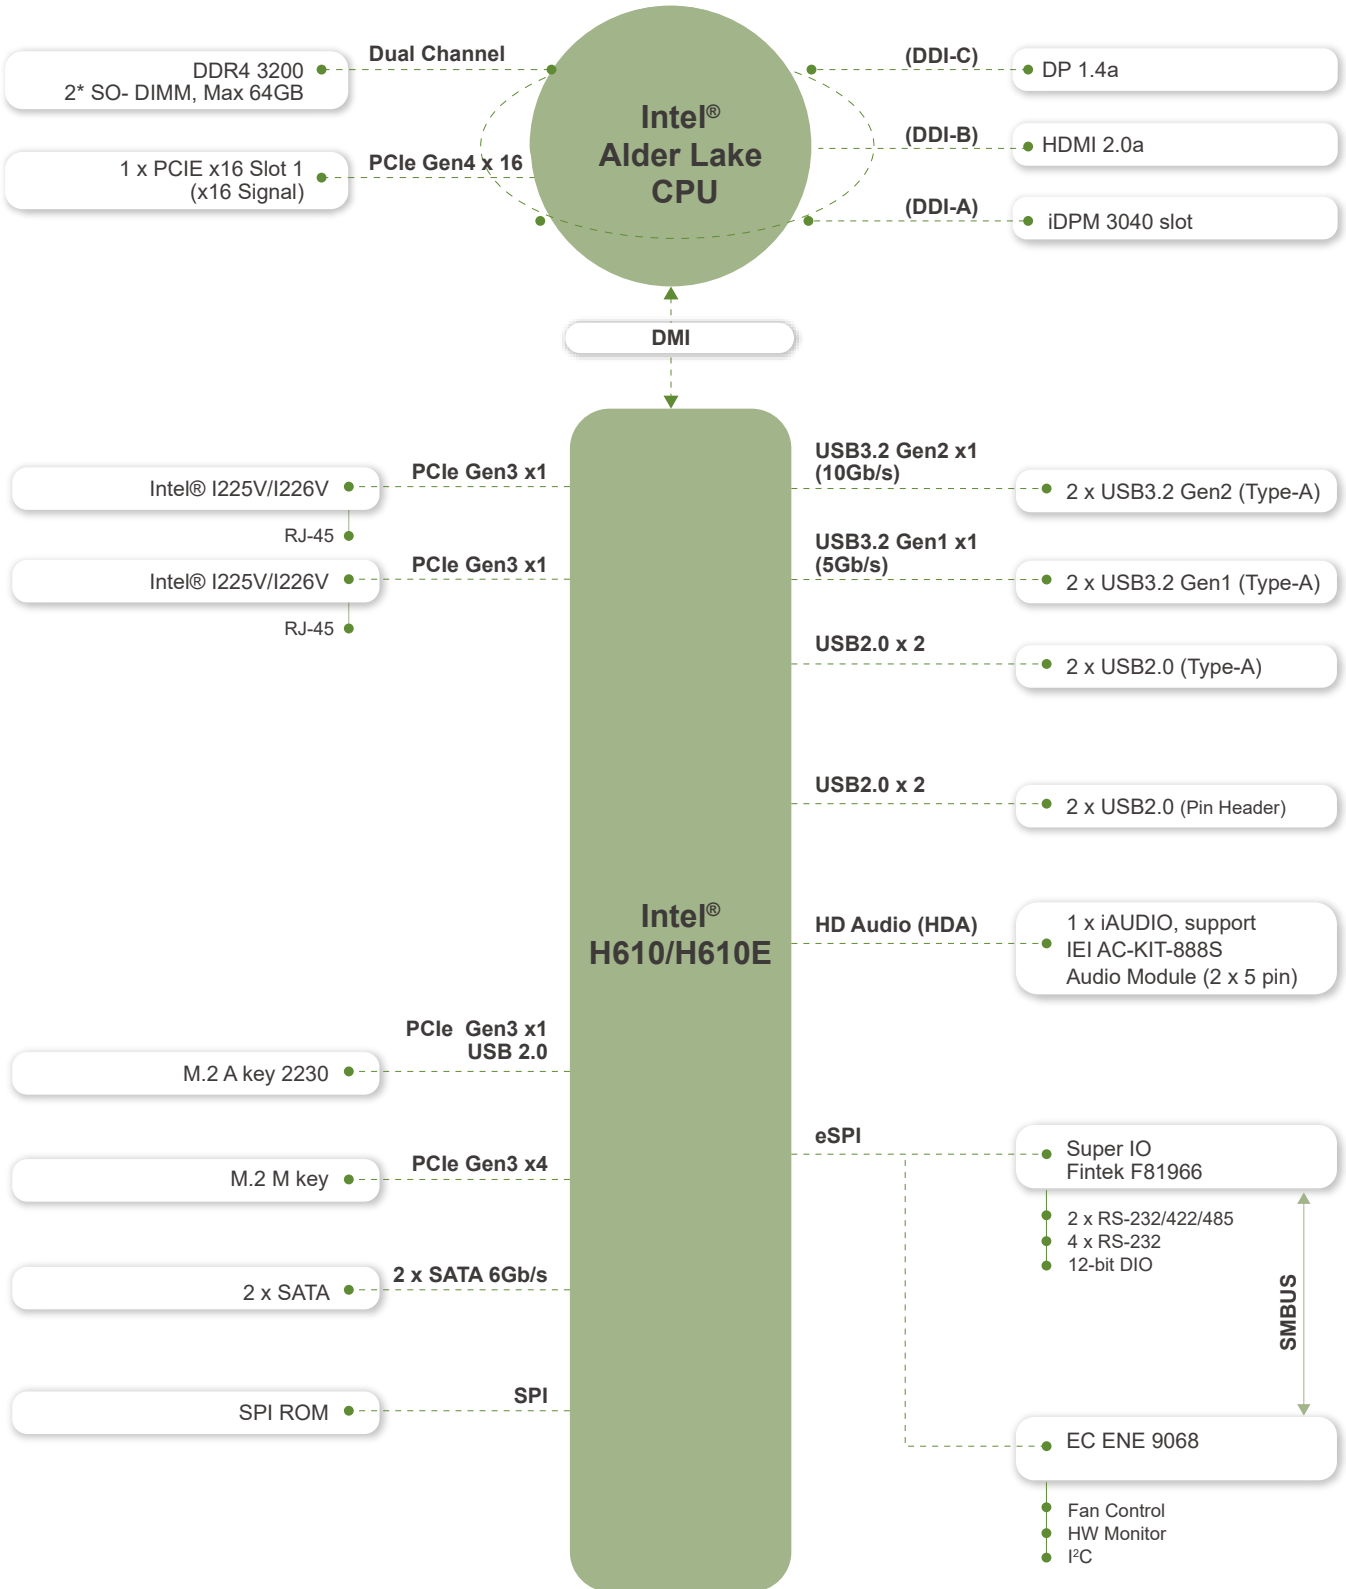 Dual Channel
DDR4 3200
2* SO- DIMM, Max 64GB
PCIe Gen4 x 16
1 x PCIE x16 Slot 1
(x16 Signal)
Intel®
Alder Lake
CPU
(DDI-C)
DP 1.4a
(DDI-B)
HDMI 2.0a
(DDI-A)
iDPM 3040 slot
DMI
PCIe Gen3 x1
Intel® I225V/I226V
RJ-45
PCIe Gen3 x1
Intel® I225V/I226V
RJ-45
USB3.2 Gen2 x1
(10Gb/s)
2 x USB3.2 Gen2 (Type-A)
USB3.2 Gen1 x1
(5Gb/s)
2 x USB3.2 Gen1 (Type-A)
USB2.0 x 2
2 x USB2.0 (Type-A)
USB2.0 x 2
2 x USB2.0 (Pin Header)
Intel®
H610/H610E
HD Audio (HDA)
1 x iAUDIO, support
IEI AC-KIT-888S
Audio Module (2 x 5 pin)
PCIe Gen3 x1
USB 2.0
M.2 A key 2230
PCIe Gen3 x4
M.2 M key
2 x SATA 6Gb/s
2 x SATA
SPI
SPI ROM
eSPI
Super IO
Fintek F81966
2 x RS-232/422/485
4 x RS-232
12-bit DIO
SMBUS
EC ENE 9068
Fan Control
HW Monitor
I²C